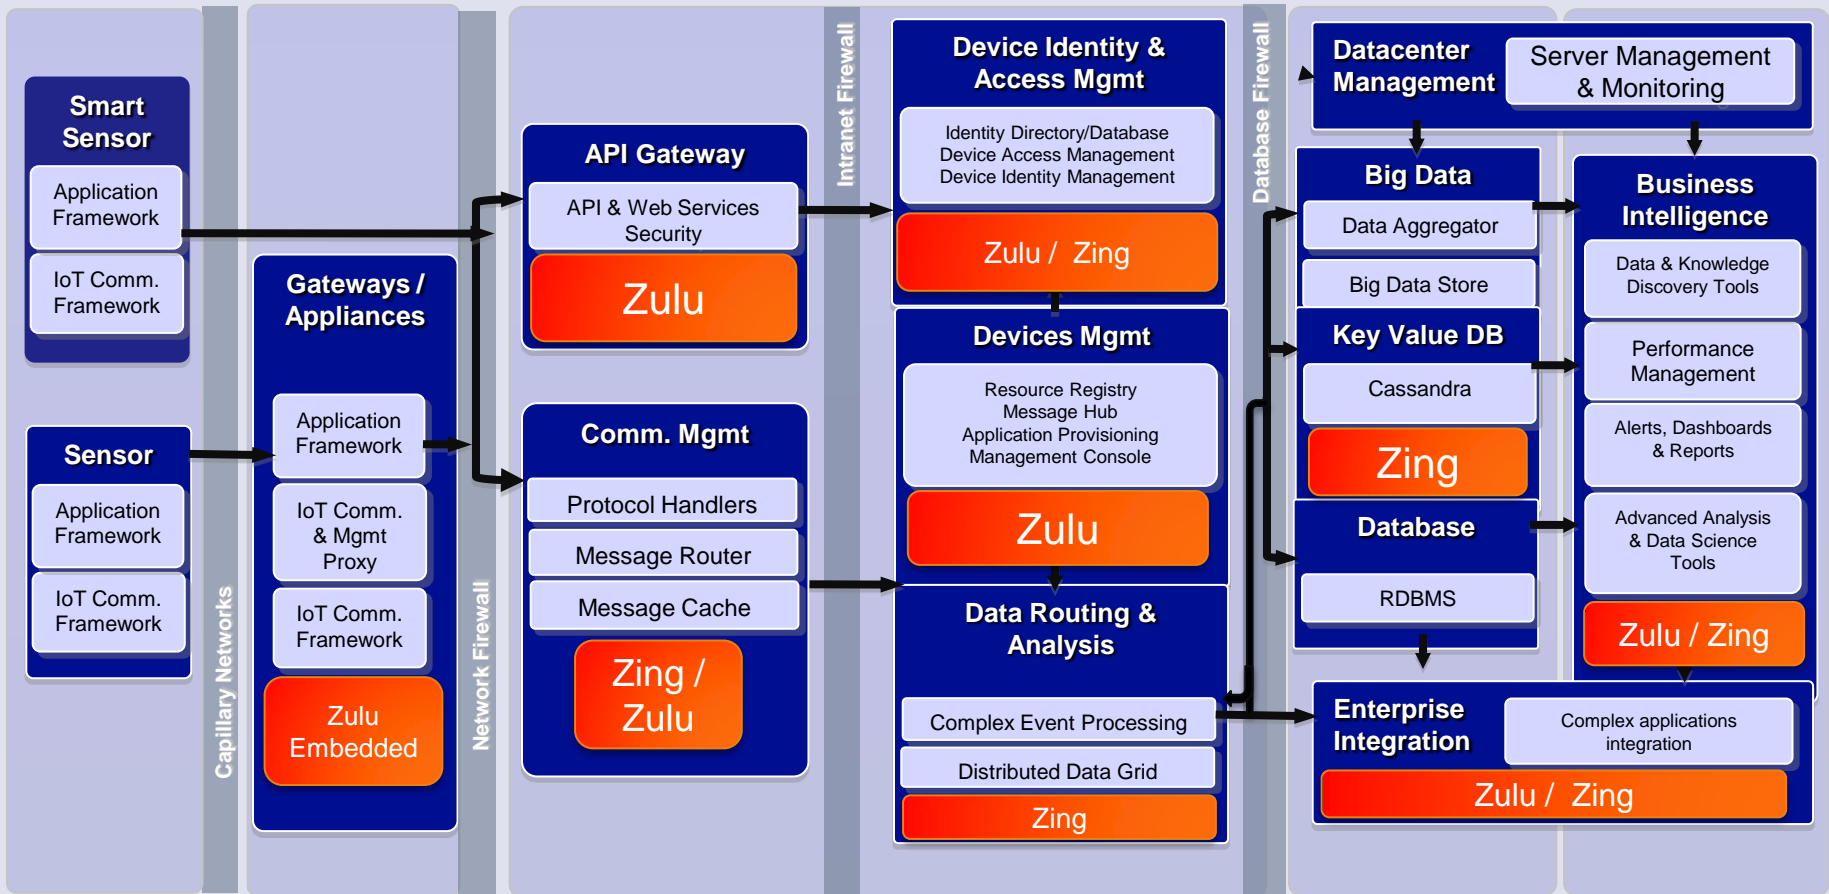 Smart
Sensor
Application
Framework
IoT Comm.
Framework
Sensor
Application
Framework
IoT Comm.
Framework
Capillary Networks
Gateways /
Appliances
Application
Framework
IoT Comm.
& Mgmt
Proxy
IoT Comm.
Framework
Zulu
Embedded
Network Firewall
API Gateway
API & Web Services
Security
Zulu
Comm. Mgmt
Protocol Handlers
Message Router
Message Cache
Zing /
Zulu
Intranet Firewall
Device Identity &
Access Mgmt
Identity Directory/Database
Device Access Management
Device Identity Management
Zulu / Zing
Devices Mgmt
Resource Registry
Message Hub
Application Provisioning
Management Console
Zulu
Data Routing &
Analysis
Complex Event Processing
Distributed Data Grid
Zing
Database Firewall
Datacenter
Management
Server Management
& Monitoring
Big Data
Data Aggregator
Big Data Store
Key Value DB
Cassandra
Zing
Database
RDBMS
Business
Intelligence
Data & Knowledge
Discovery Tools
Performance
Management
Alerts, Dashboards
& Reports
Advanced Analysis
& Data Science
Tools
Zulu / Zing
Enterprise
Integration
Complex applications
integration
Zulu / Zing